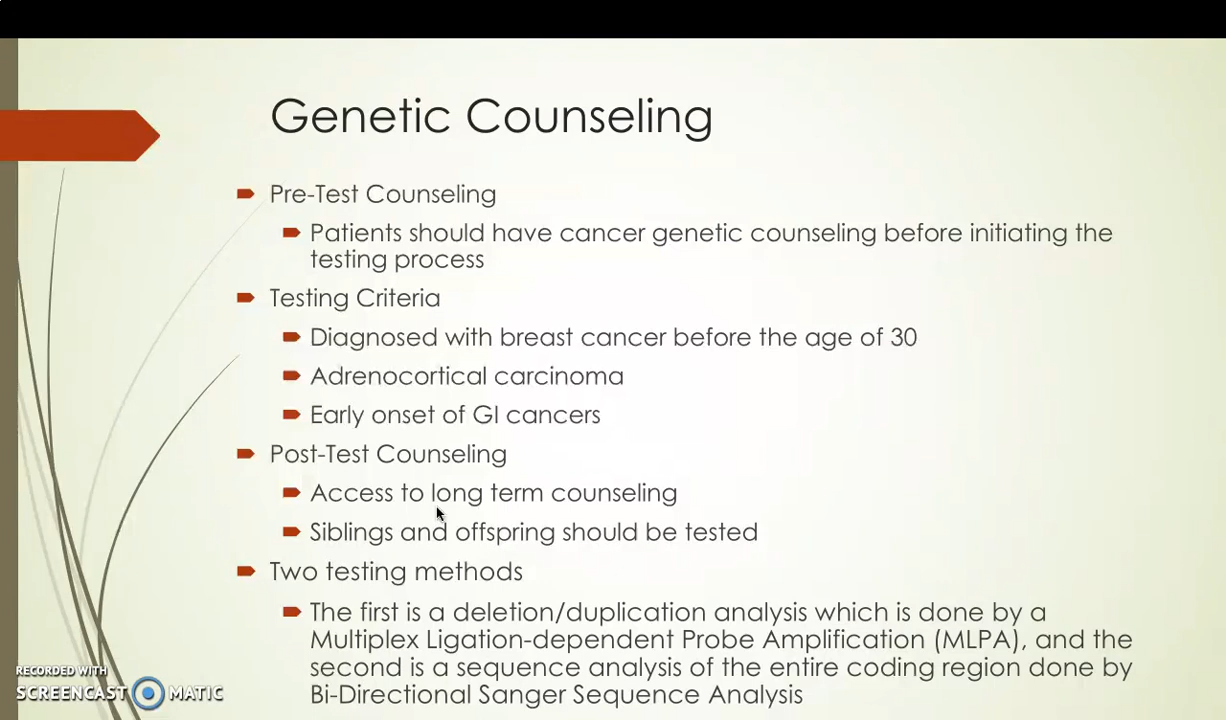 Genetic Counseling
Pre-Test Counseling
Patients should have cancer genetic counseling before initiating the
testing process
Testing Criteria
Diagnosed with breast cancer before the age of 30
Adrenocortical carcinoma
Early onset of GI cancers
Post-Test Counseling
Access to long term counseling
Siblings and offspring should be tested
Two testing methods
The first is a deletion/duplication analysis which is done by a
Multiplex Ligation-dependent Probe Amplification (MLPA), and the
second is a sequence analysis of the entire coding region done by
Bi-Directional Sanger Sequence Analysis
RECORDED WITH
SCREENCAST MATIC